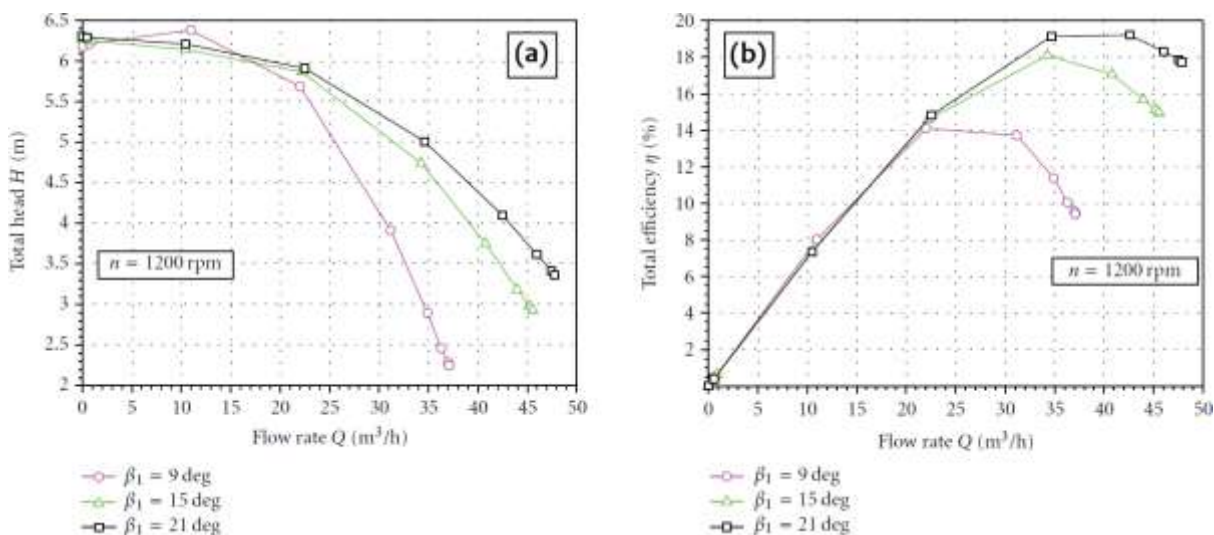 (a)
Total head H (m)
6.5
6
5.5
5
4.5
4
3.5
3
2.5
2
n = 1200 rpm
0 5 10 15 20 25 30 35 40 45 50
Flow rate Q (m³/h)
β₁ = 9 deg
β₁ = 15 deg
β₁ = 21 deg
(b)
Total efficiency η (%)
20
18
16
14
12
10
8
6
4
2
n = 1200 rpm
0 5 10 15 20 25 30 35 40 45 50
Flow rate Q (m³/h)
β₁ = 9 deg
β₁ = 15 deg
β₁ = 21 deg